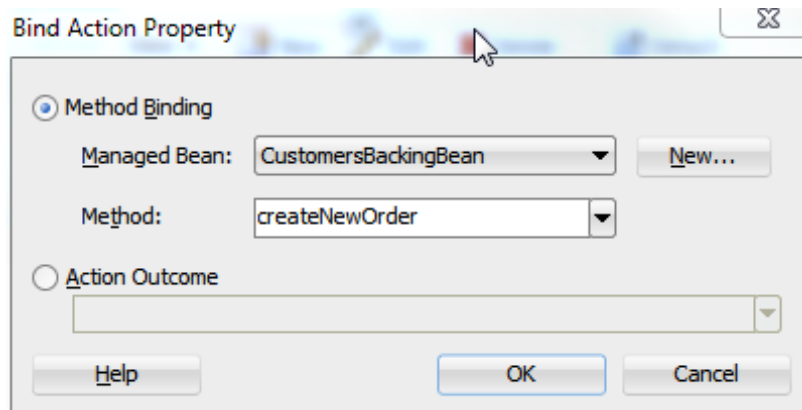 Bind Action Property
Method Binding
Managed Bean: CustomersBackingBean New...
Method: createNewOrder
Action Outcome
Help OK Cancel